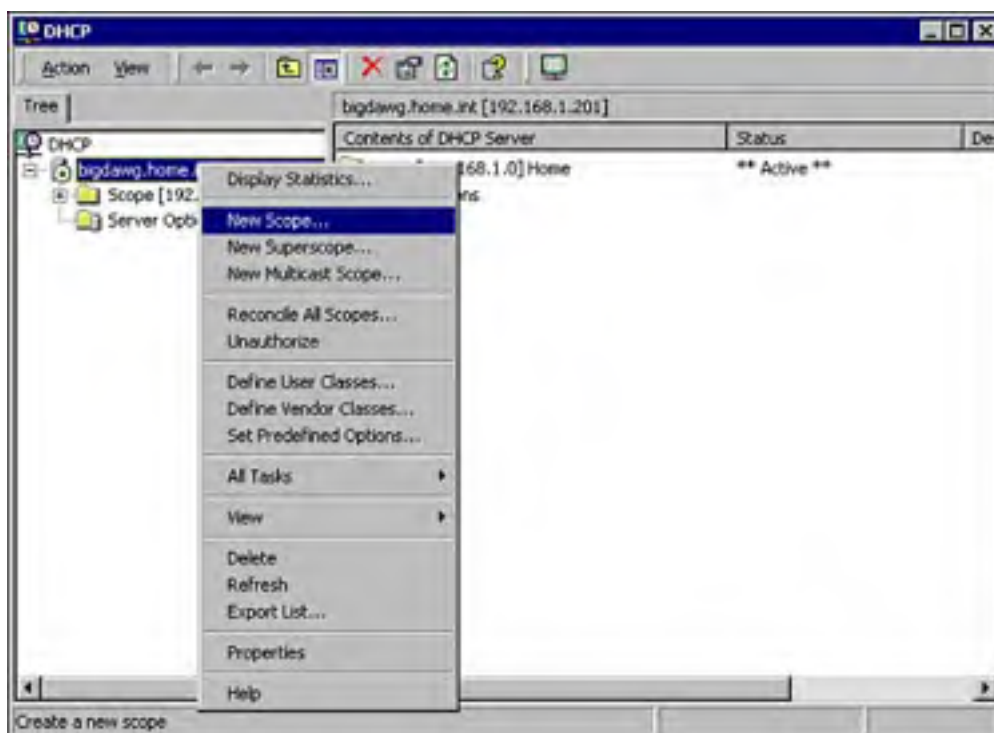 DHCP
Action View
Tree
bigdawg.home.int [192.168.1.201]
DHCP
Contents of DHCP Server
Status
De
bigdawg.home.
168.1.0] Home
** Active **
Scope [192.
ns
Server Opti
Display Statistics...
New Scope...
New Superscope...
New Multicast Scope...
Reconcile All Scopes...
Unauthorize
Define User Classes...
Define Vendor Classes...
Set Predefined Options...
All Tasks
View
Delete
Refresh
Export List...
Properties
Help
Create a new scope